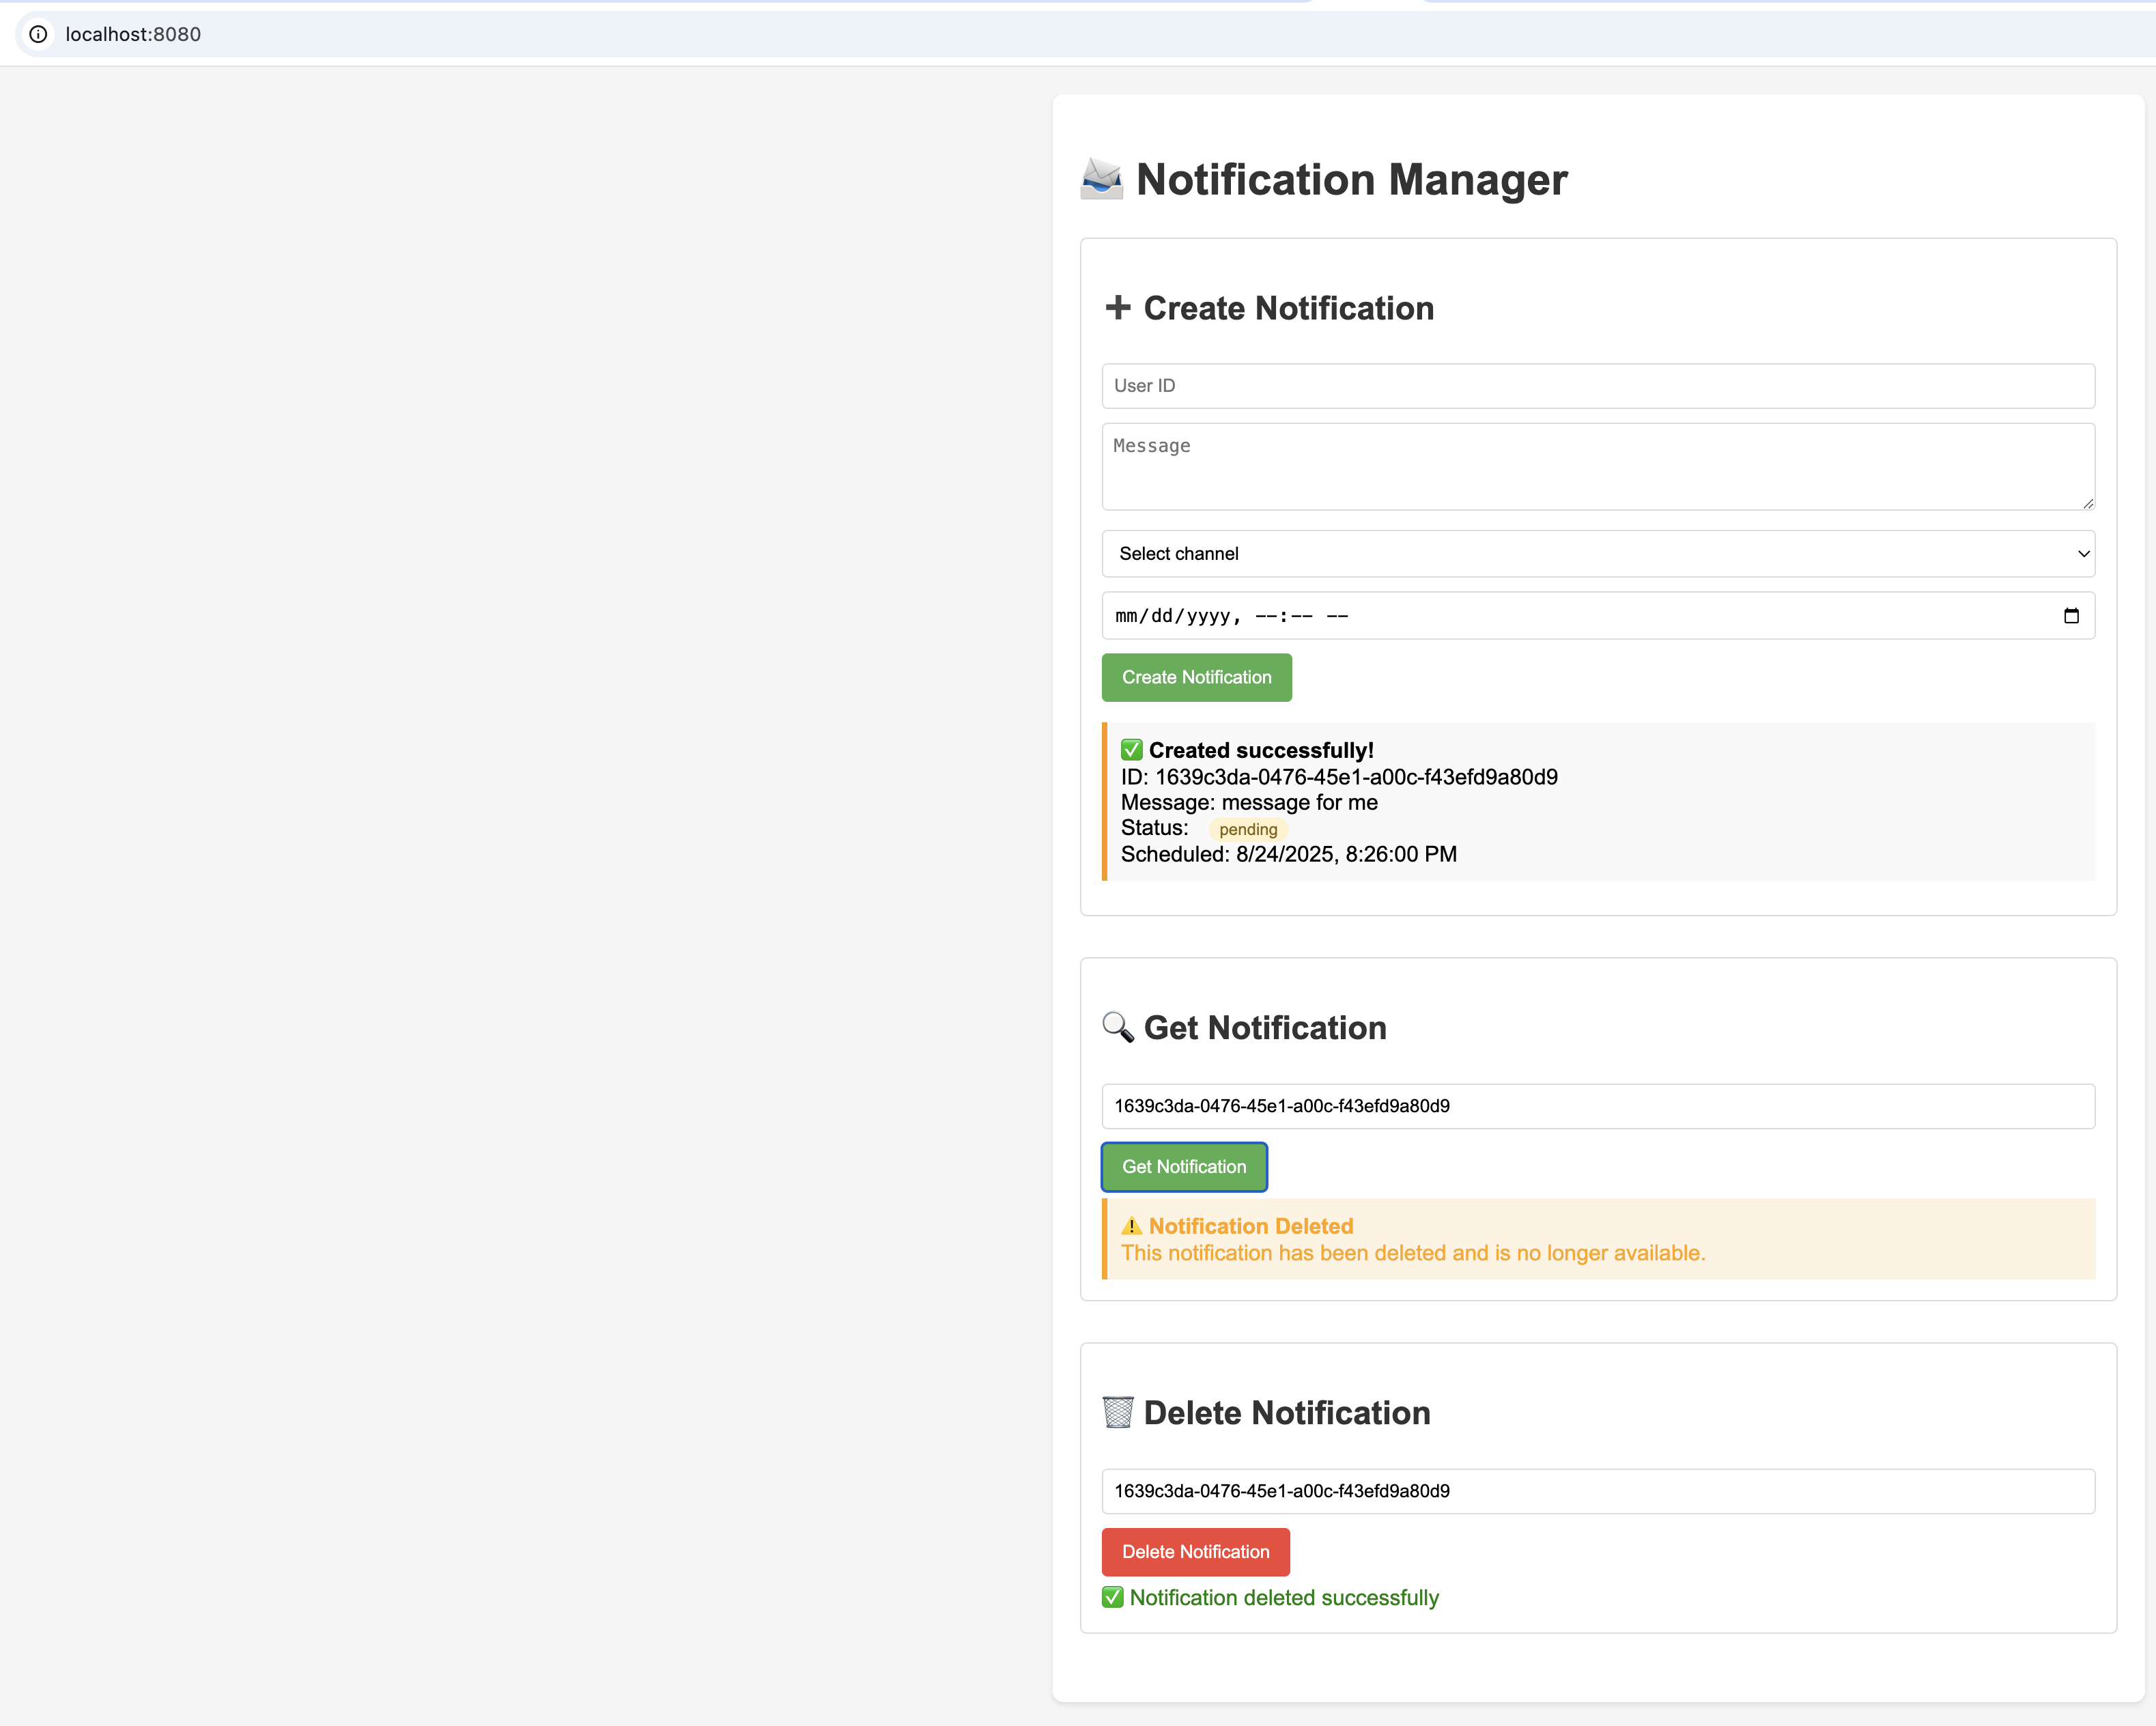 localhost:8080
Notification Manager
Create Notification
User ID
Message
Select channel
mm/dd/yyyy, --:-- --
Create Notification
Created successfully!
ID: 1639c3da-0476-45e1-a00c-f43efd9a80d9
Message: message for me
Status: pending
Scheduled: 8/24/2025, 8:26:00 PM
Get Notification
1639c3da-0476-45e1-a00c-f43efd9a80d9
Get Notification
Notification Deleted
This notification has been deleted and is no longer available.
Delete Notification
1639c3da-0476-45e1-a00c-f43efd9a80d9
Delete Notification
Notification deleted successfully